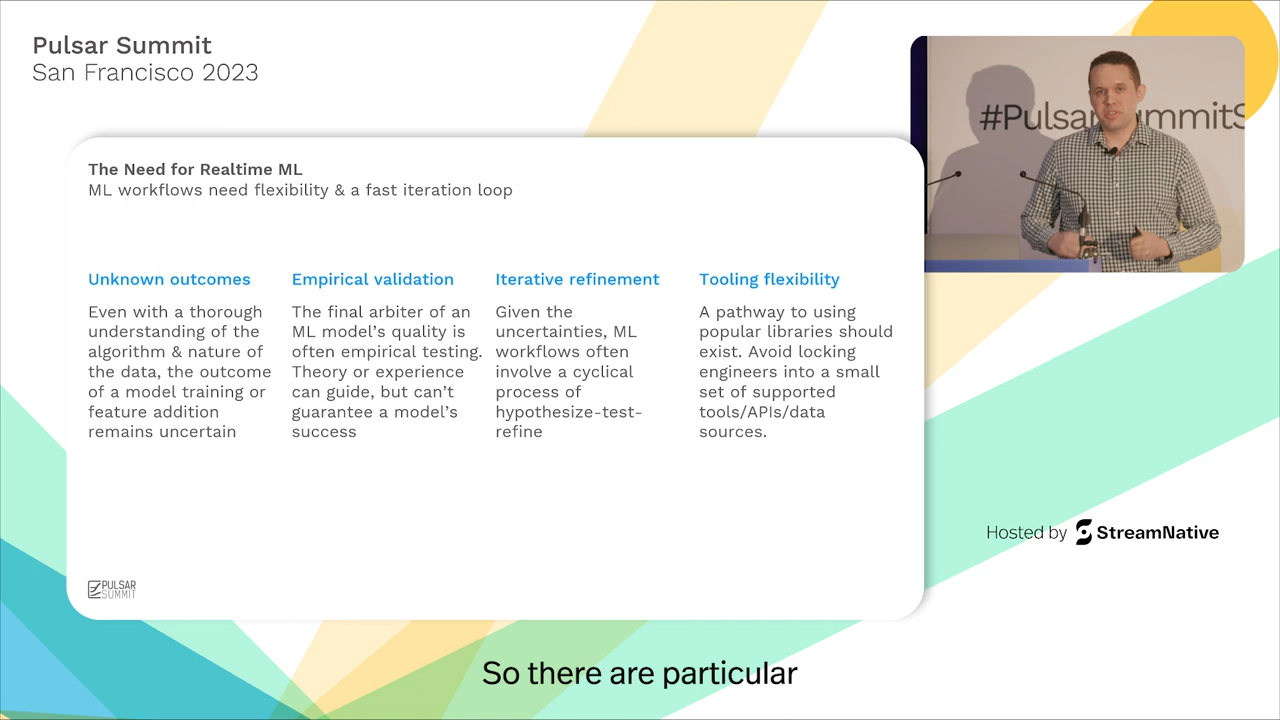 Pulsar Summit
San Francisco 2023
#PulsarSummitS
The Need for Realtime ML
ML workflows need flexibility & a fast iteration loop
Unknown outcomes
Even with a thorough
understanding of the
algorithm & nature of
the data, the outcome
of a model training or
feature addition
remains uncertain
Empirical validation
The final arbiter of an
ML model's quality is
often empirical testing.
Theory or experience
can guide, but can't
guarantee a model's
success
Iterative refinement
Given the
uncertainties, ML
workflows often
involve a cyclical
process of
hypothesize-test-
refine
Tooling flexibility
A pathway to using
popular libraries should
exist. Avoid locking
engineers into a small
set of supported
tools/APIs/data
sources.
Hosted by StreamNative
PULSAR
SUMMIT
So there are particular